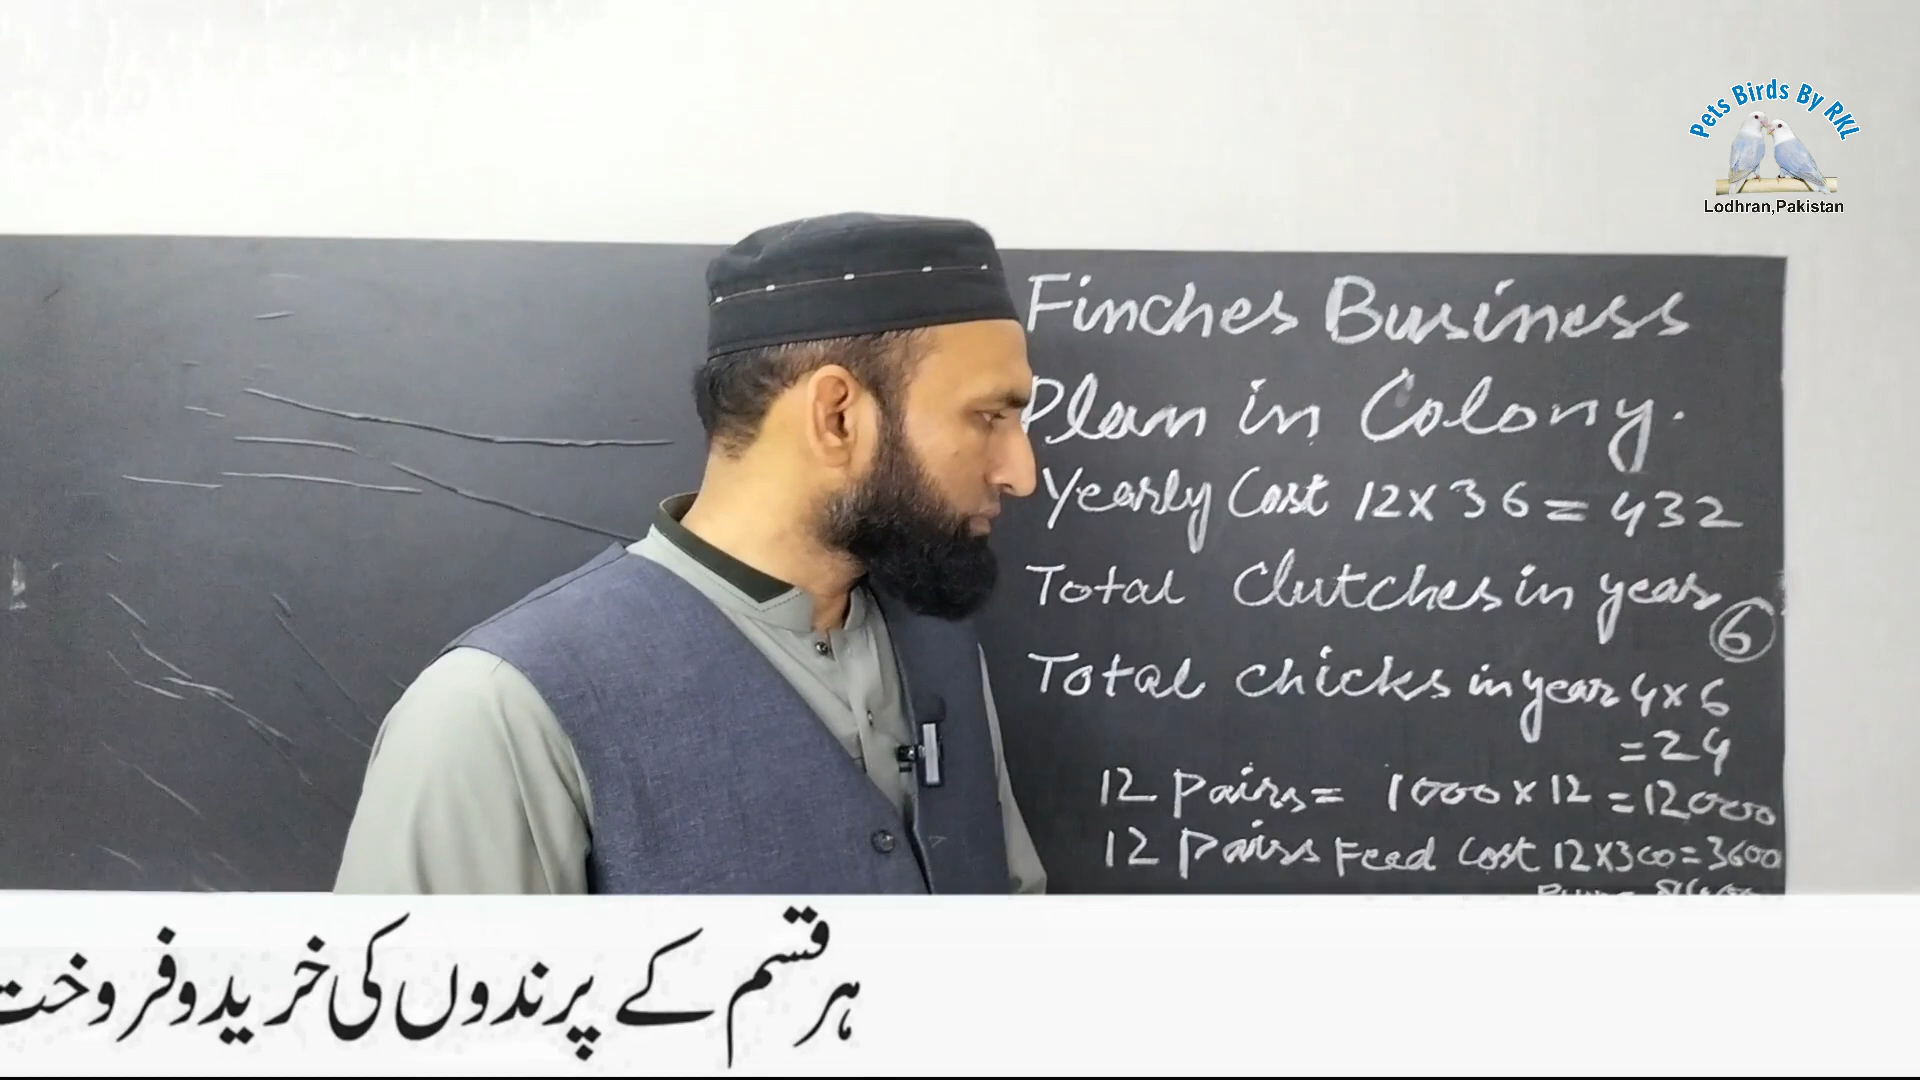 Pets Birds By RKL
Lodhran,Pakistan
Finches Business
Plan in Colony.
Yearly Cost 12x36=432
Total Clutches in year 6
Total chicks in year 4x6
=24
12 Pairs= 1000x12=12000
12 Pairs Feed Cost 12x300=3600
ہر قسم کے پرندوں کی خرید و فروخت